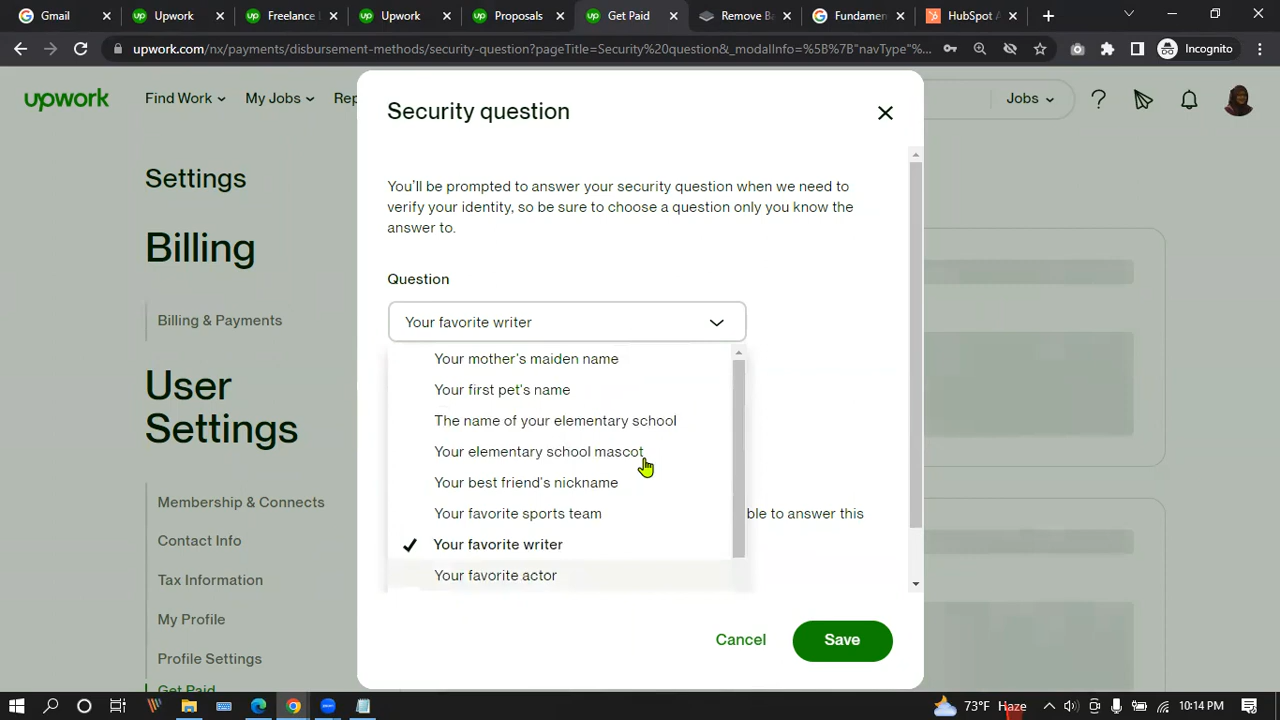 Gmail
Upwork
Freelance L
Upwork
Proposals
Get Paid
Remove Ba
Fundamen
HubSpot A
upwork.com/nx/payments/disbursement-methods/security-question?pageTitle=Security%20question&_modalInfo=%5B%7B"navType"%...
Incognito
upwork
Find Work
My Jobs
Rep
Jobs
Security question
You'll be prompted to answer your security question when we need to
verify your identity, so be sure to choose a question only you know the
answer to.
Question
Your favorite writer
Your mother's maiden name
Your first pet's name
The name of your elementary school
Your elementary school mascot
Your best friend's nickname
Your favorite sports team
ble to answer this
Your favorite writer
Your favorite actor
Cancel
Save
Settings
Billing
Billing & Payments
User
Settings
Membership & Connects
Contact Info
Tax Information
My Profile
Profile Settings
Get Paid
73°F Haze
10:14 PM